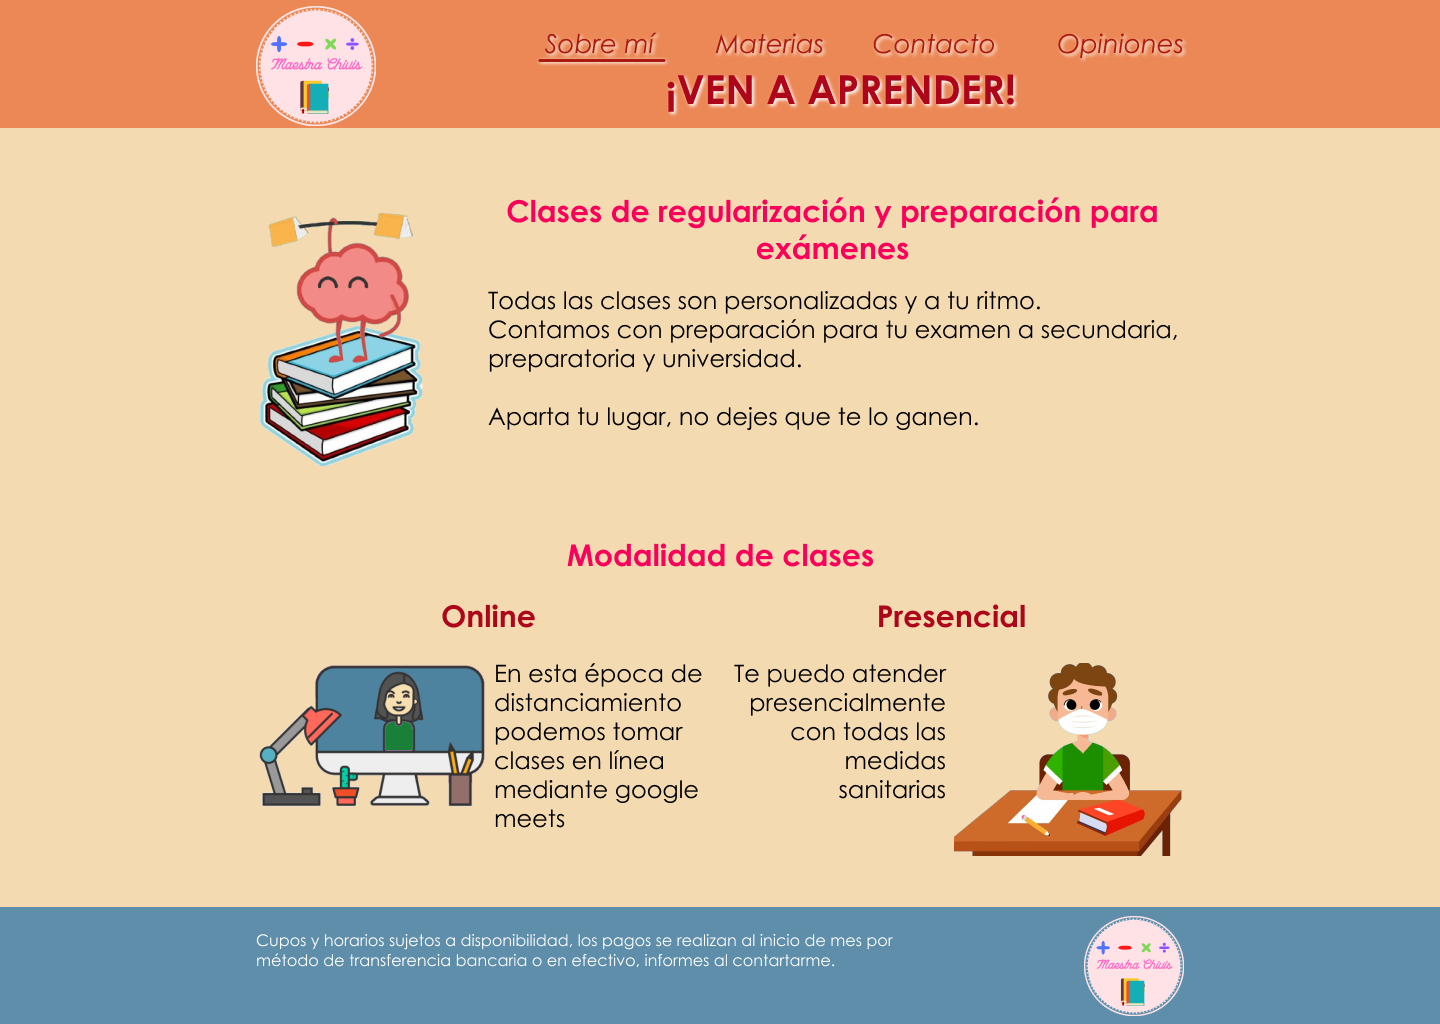 Maestra Chivis
Sobre mí
Materias
Contacto
Opiniones
¡VEN A APRENDER!
Clases de regularización y preparación para
exámenes
Todas las clases son personalizadas y a tu ritmo.
Contamos con preparación para tu examen a secundaria,
preparatoria y universidad.
Aparta tu lugar, no dejes que te lo ganen.
Modalidad de clases
Online
En esta época de
distanciamiento
podemos tomar
clases en línea
mediante google
meets
Presencial
Te puedo atender
presencialmente
con todas las
medidas
sanitarias
Cupos y horarios sujetos a disponibilidad, los pagos se realizan al inicio de mes por
método de transferencia bancaria o en efectivo, informes al contartarme.
Maestra Chivis